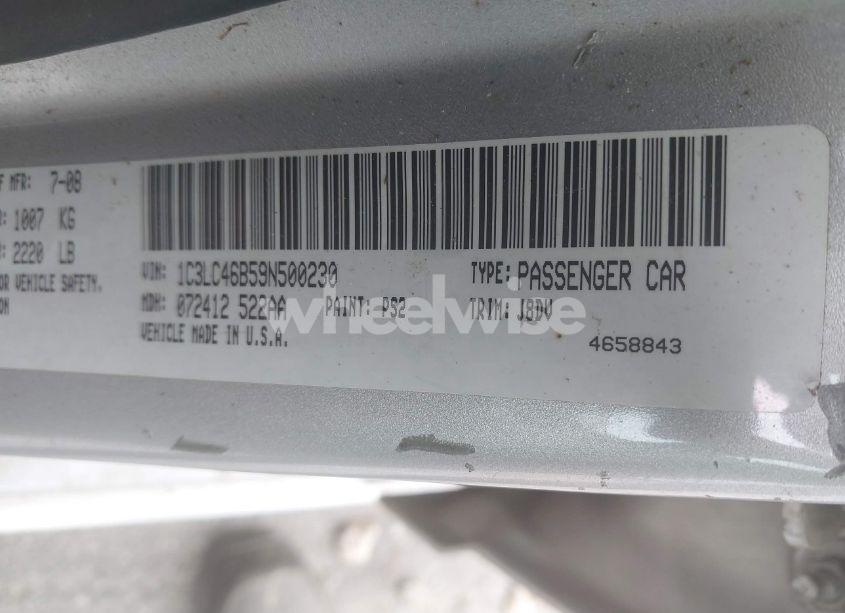 F MFR: 7-08
: 1007 KG
: 2220 LB
OR VEHICLE SAFETY.
ON
VIN: 1C3LC46B59N500230 TYPE: PASSENGER CAR
MDH: 072412 522AA PAINT: PS2 TRIM: J8DV
VEHICLE MADE IN U.S.A.
4658843
wheelwise